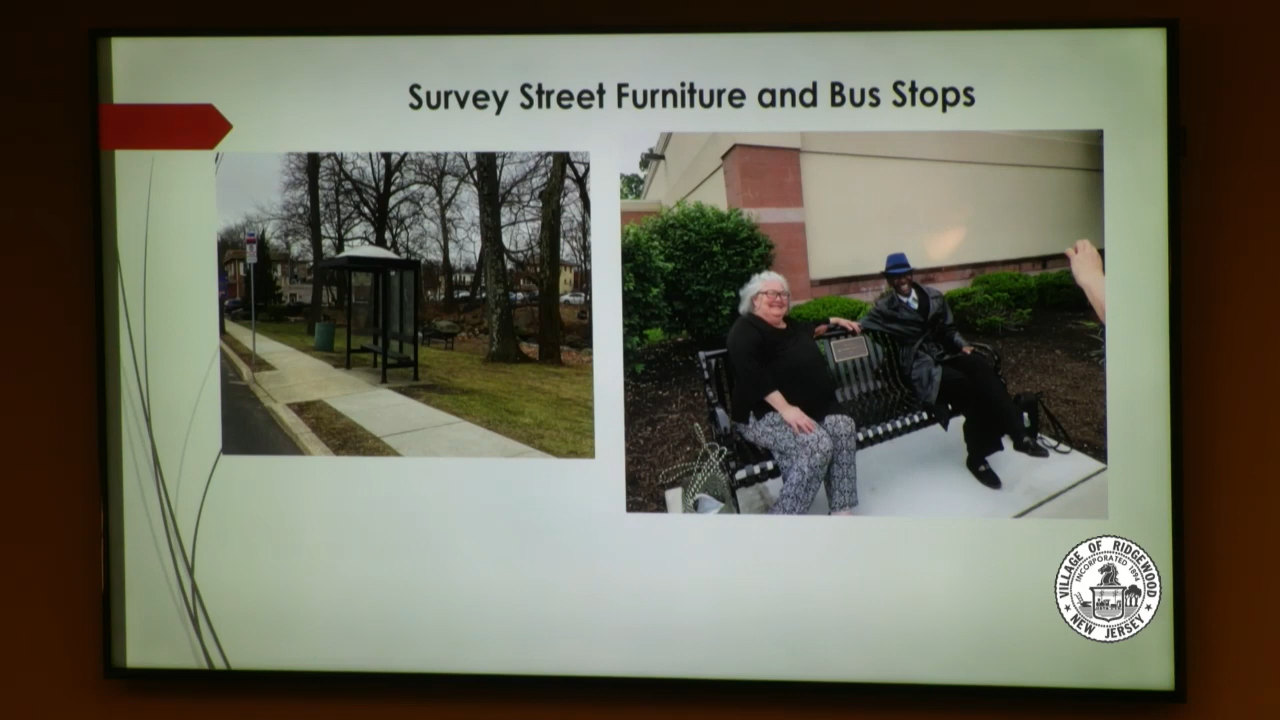 Survey Street Furniture and Bus Stops
VILLAGE OF RIDGEWOOD
INCORPORATED 1894
NEW JERSEY